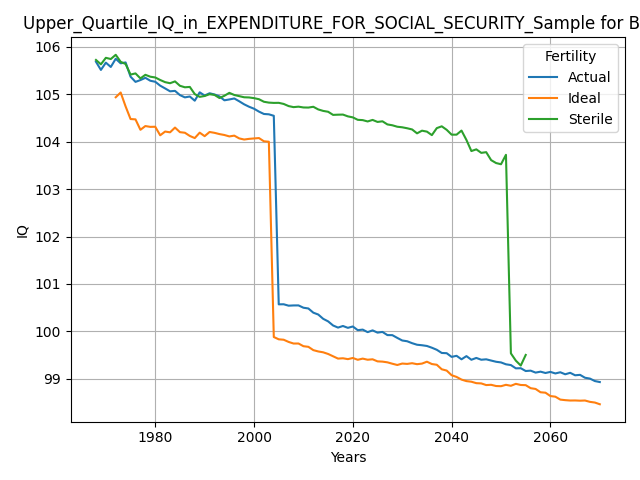 Upper_Quartile_IQ_in_EXPENDITURE_FOR_SOCIAL_SECURITY_Sample for B
Fertility
Actual
Ideal
Sterile
106
105
104
103
102
101
100
99
IQ
1980
2000
2020
2040
2060
Years